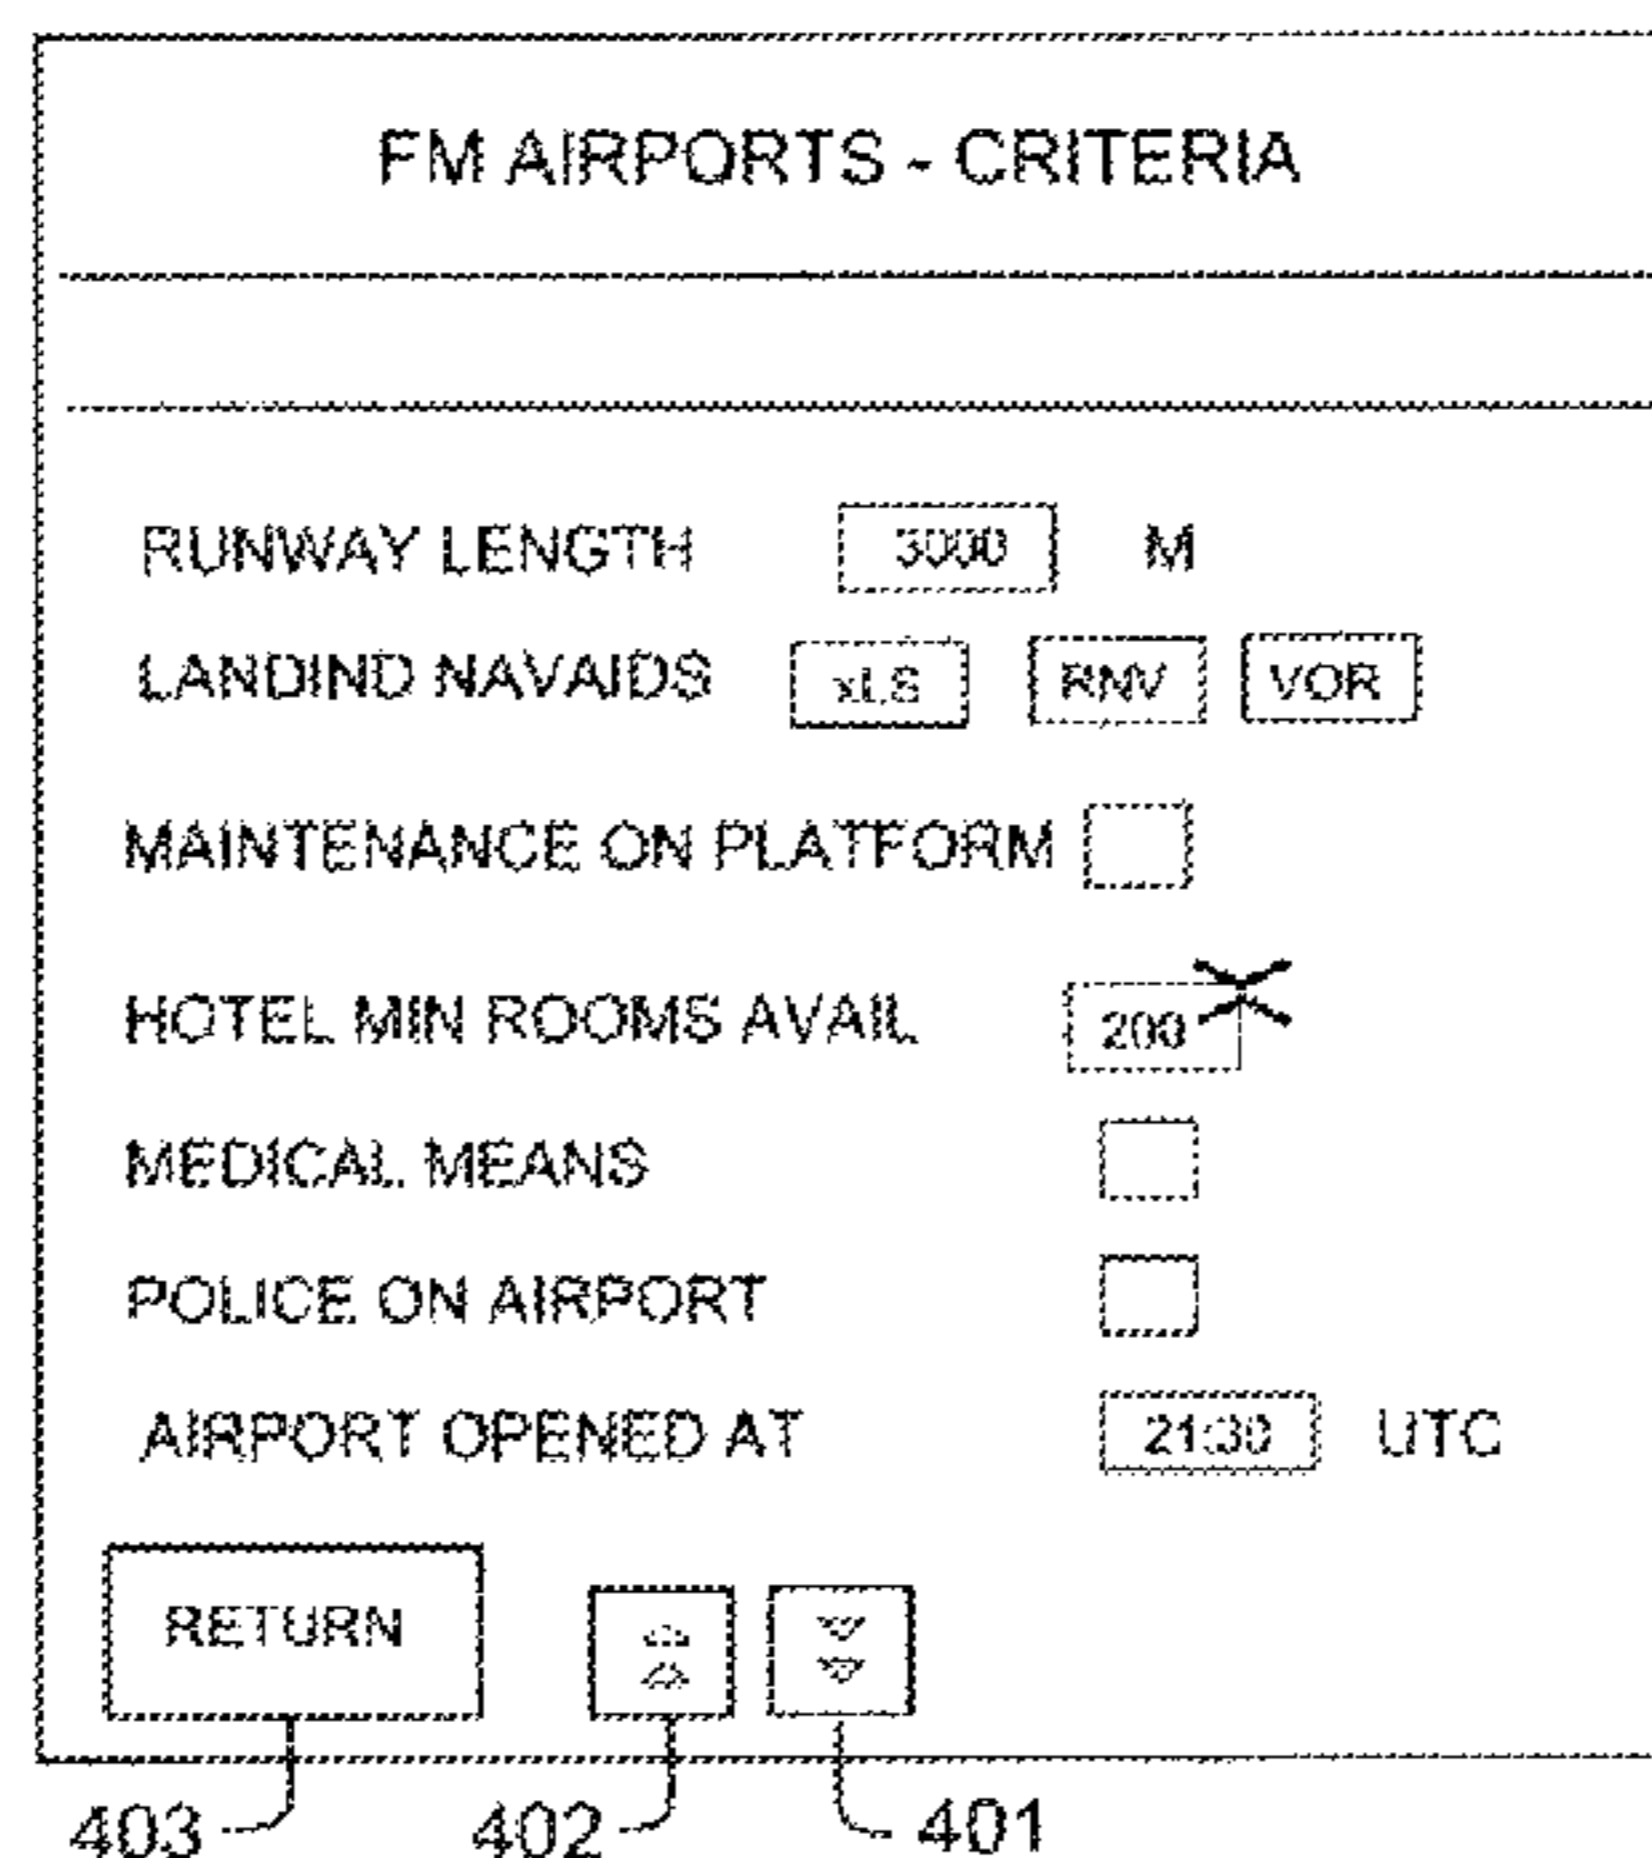 FM AIRPORTS - CRITERIA
RUNWAY LENGTH 3000 M
LANDIND NAVAIDS xLS RNV VOR
MAINTENANCE ON PLATFORM
HOTEL MIN ROOMS AVAIL 200
MEDICAL MEANS
POLICE ON AIRPORT
AIRPORT OPENED AT 21:30 UTC
RETURN
403 402 401